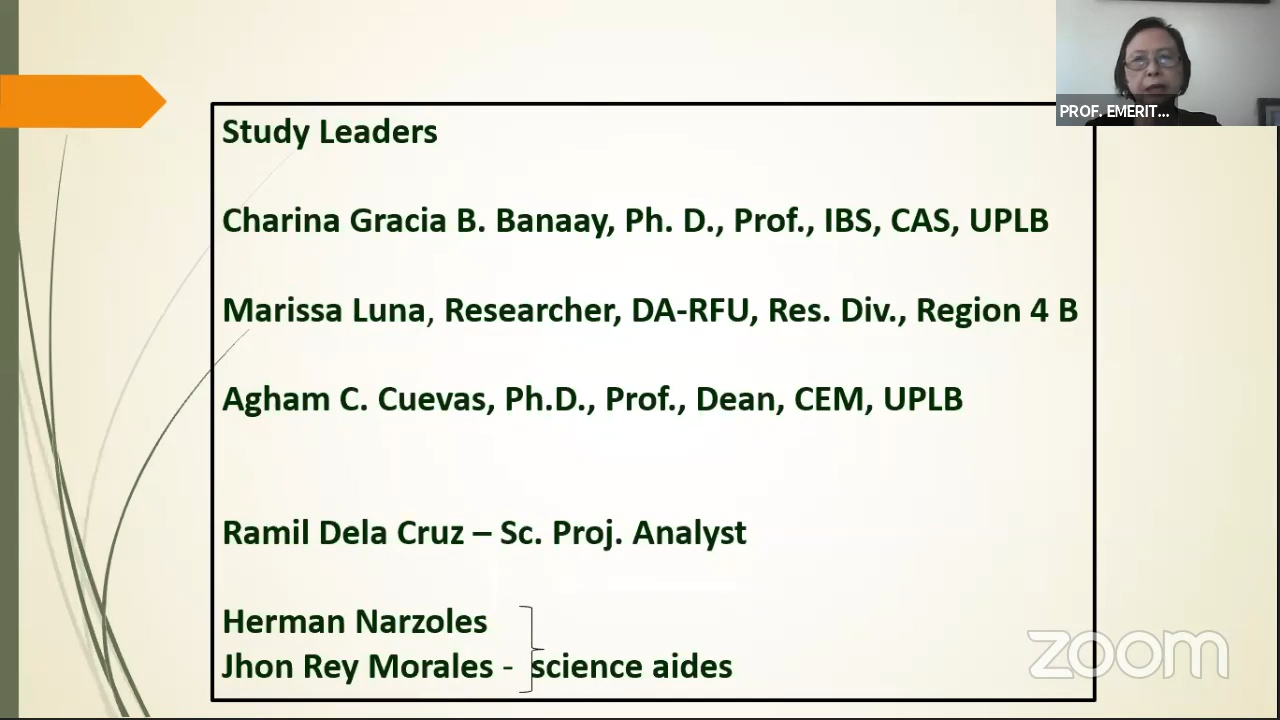 PROF. EMERIT...
Study Leaders
Charina Gracia B. Banaay, Ph. D., Prof., IBS, CAS, UPLB
Marissa Luna, Researcher, DA-RFU, Res. Div., Region 4 B
Agham C. Cuevas, Ph.D., Prof., Dean, CEM, UPLB
Ramil Dela Cruz – Sc. Proj. Analyst
Herman Narzoles
Jhon Rey Morales - science aides
zoom